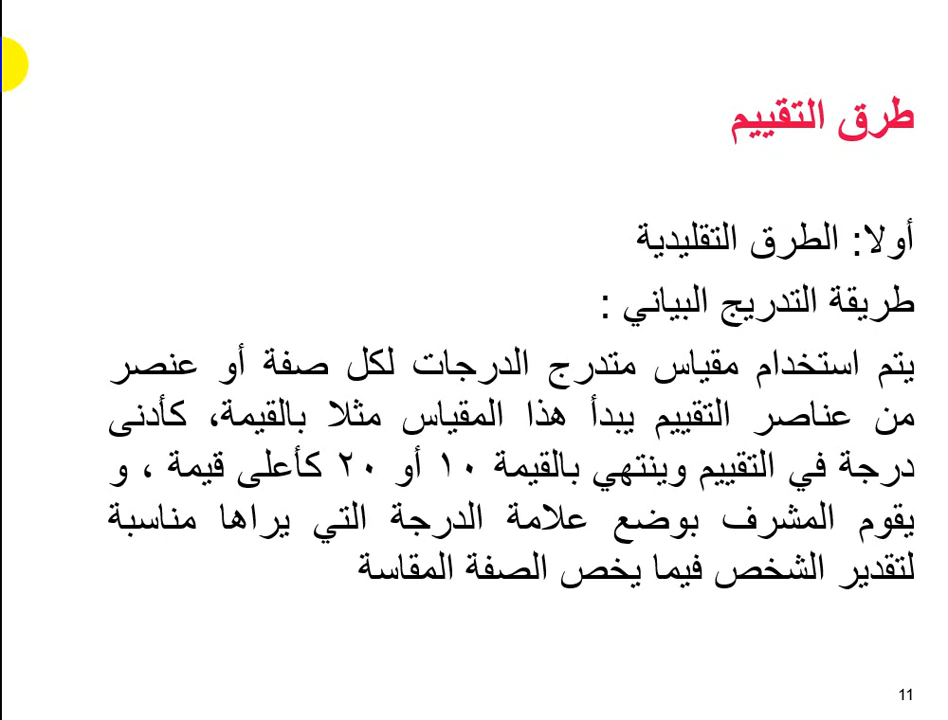 طرق التقييم
أولا: الطرق التقليدية
طريقة التدريج البياني :
يتم استخدام مقياس متدرج الدرجات لكل صفة أو عنصر
من عناصر التقييم يبدأ هذا المقياس مثلا بالقيمة، كأدنى
درجة في التقييم وينتهي بالقيمة ١٠ أو ٢٠ كأعلى قيمة ، و
يقوم المشرف بوضع علامة الدرجة التي يراها مناسبة
لتقدير الشخص فيما يخص الصفة المقاسة
11